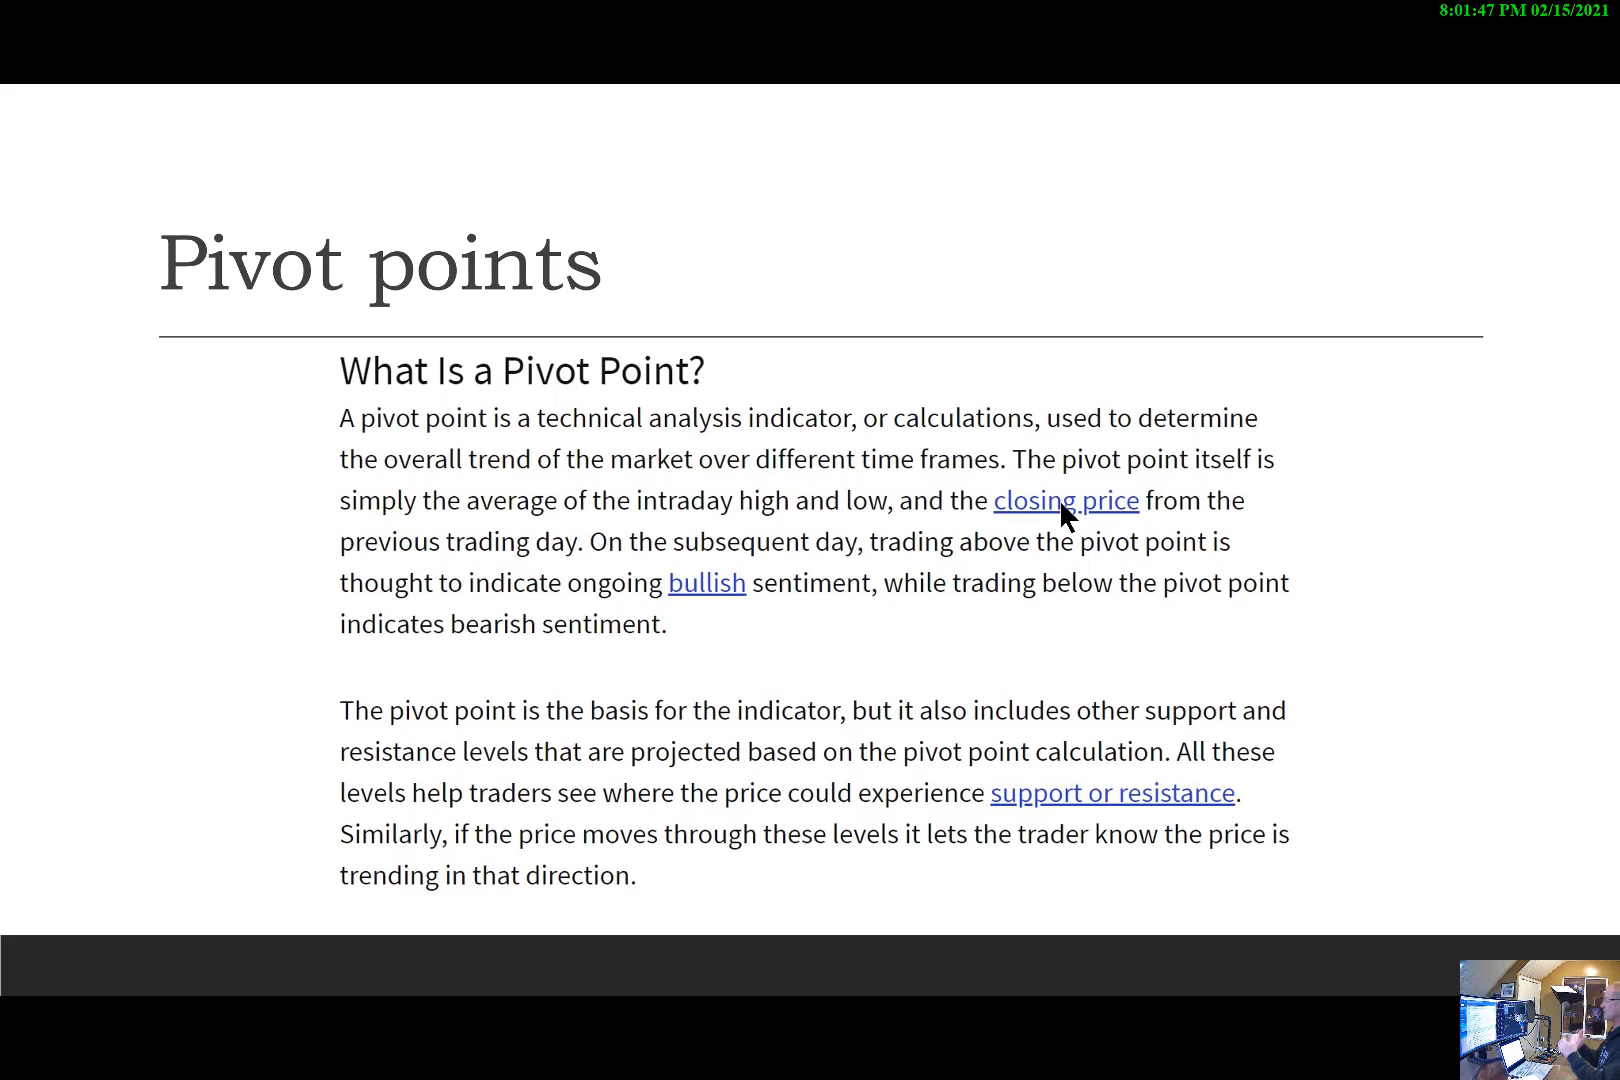 8:01:47 PM 02/15/2021
Pivot points
What Is a Pivot Point?
A pivot point is a technical analysis indicator, or calculations, used to determine
the overall trend of the market over different time frames. The pivot point itself is
simply the average of the intraday high and low, and the closing price from the
previous trading day. On the subsequent day, trading above the pivot point is
thought to indicate ongoing bullish sentiment, while trading below the pivot point
indicates bearish sentiment.
The pivot point is the basis for the indicator, but it also includes other support and
resistance levels that are projected based on the pivot point calculation. All these
levels help traders see where the price could experience support or resistance.
Similarly, if the price moves through these levels it lets the trader know the price is
trending in that direction.